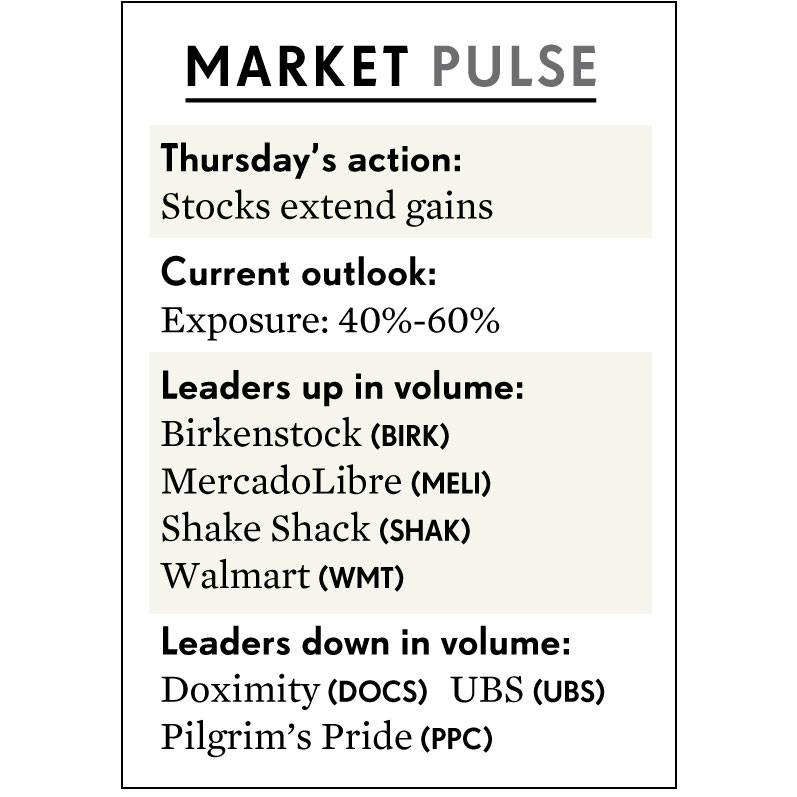 MARKET PULSE
Thursday’s action:
Stocks extend gains
Current outlook:
Exposure: 40%-60%
Leaders up in volume:
Birkenstock (BIRK)
MercadoLibre (MELI)
Shake Shack (SHAK)
Walmart (WMT)
Leaders down in volume:
Doximity (DOCS) UBS (UBS)
Pilgrim’s Pride (PPC)